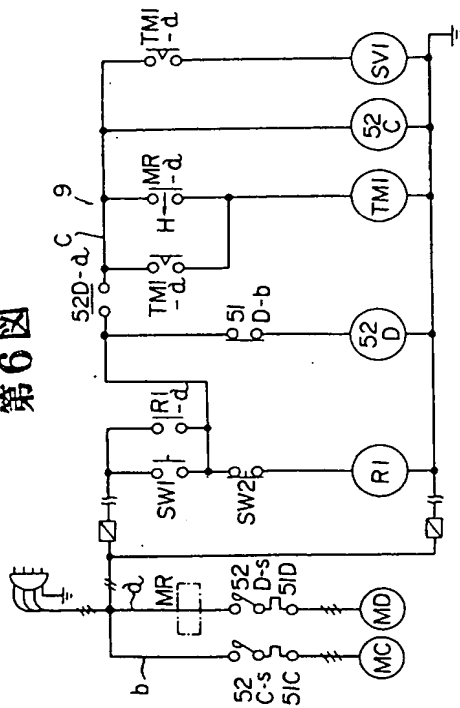 第6図
b
a
MR
52
C-s
51C
52
D-s
51D
MC
MD
SW1
R1
-a
SW2
R1
52D-a
C
9
51
D-b
52
D
TM1
-a
MR
-a
H
TM1
52
C
TM1
-a
SV1